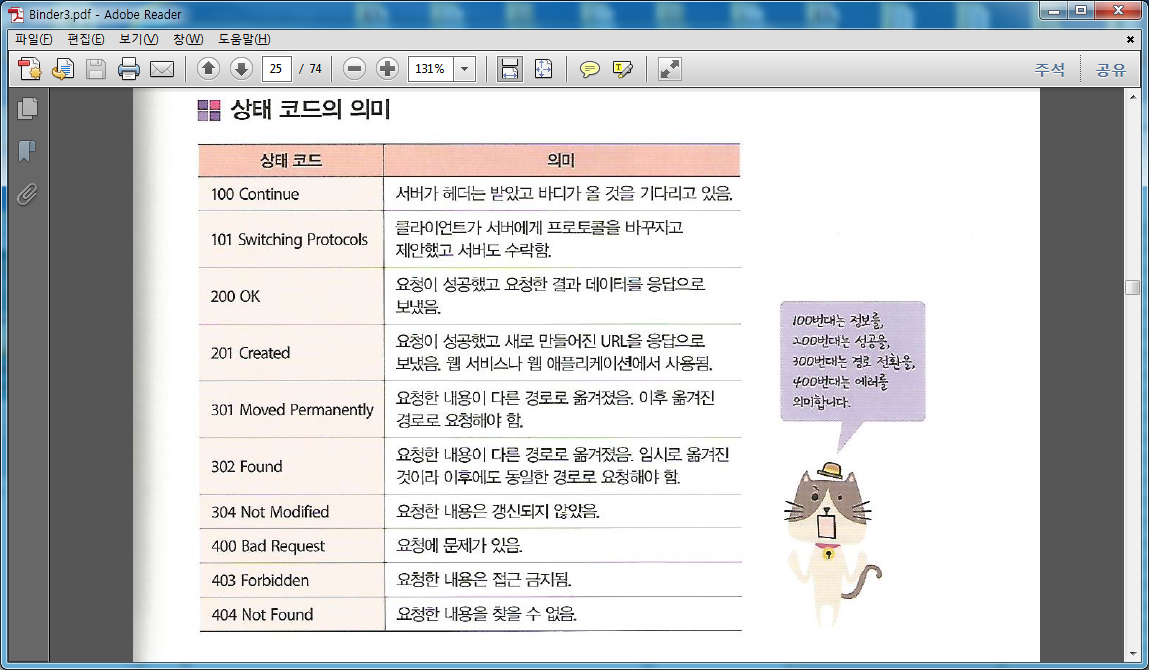 Binder3.pdf - Adobe Reader
파일(F) 편집(E) 보기(V) 창(W) 도움말(H)
25 / 74 131% 주석 공유
상태 코드의 의미
상태 코드 의미
100 Continue 서버가 헤더는 받았고 바디가 올 것을 기다리고 있음.
101 Switching Protocols 클라이언트가 서버에게 프로토콜을 바꾸자고
제안했고 서버도 수락함.
200 OK 요청이 성공했고 요청한 결과 데이터를 응답으로
보냈음.
201 Created 요청이 성공했고 새로 만들어진 URL을 응답으로
보냈음. 웹 서비스나 웹 애플리케이션에서 사용됨.
301 Moved Permanently 요청한 내용이 다른 경로로 옮겨졌음. 이후 옮겨진
경로로 요청해야 함.
302 Found 요청한 내용이 다른 경로로 옮겨졌음. 임시로 옮겨진
것이라 이후에도 동일한 경로로 요청해야 함.
304 Not Modified 요청한 내용은 갱신되지 않았음.
400 Bad Request 요청에 문제가 있음.
403 Forbidden 요청한 내용은 접근 금지됨.
404 Not Found 요청한 내용을 찾을 수 없음.
100번대는 정보를,
200번대는 성공을,
300번대는 경로 전환을,
400번대는 에러를
의미합니다.